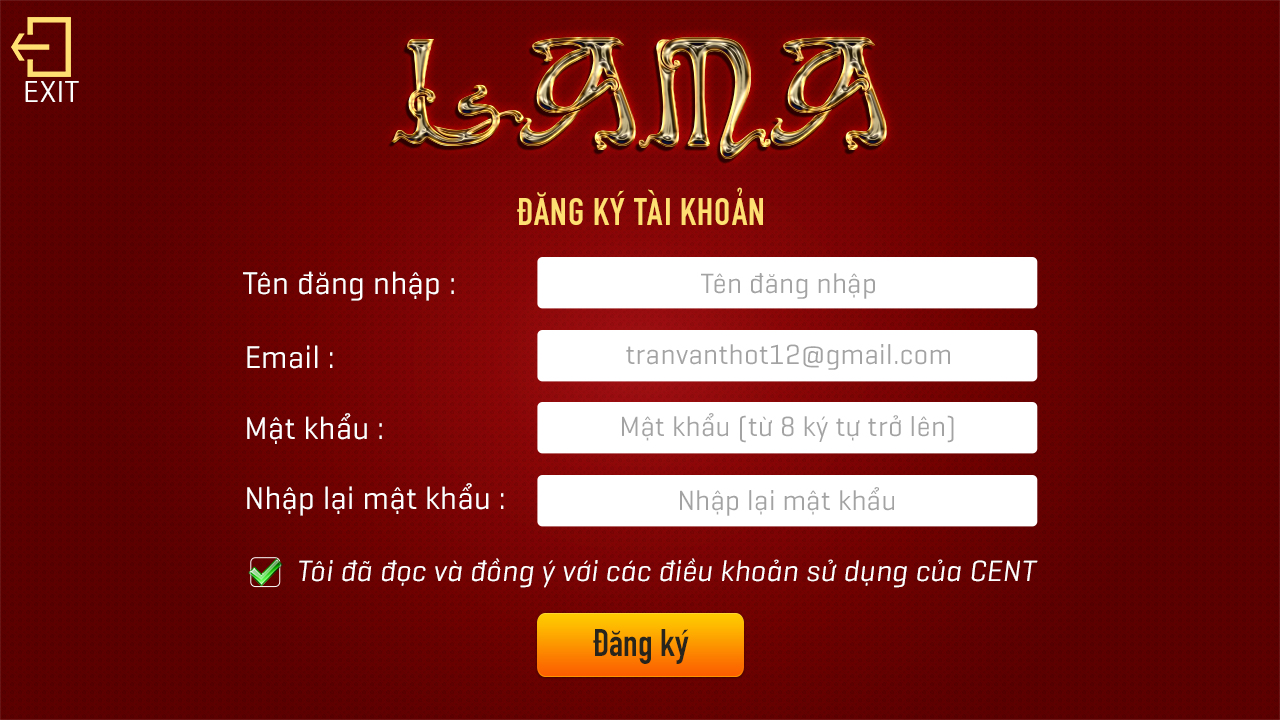 EXIT
LAMA
ĐĂNG KÝ TÀI KHOẢN
Tên đăng nhập : Tên đăng nhập
Email : tranvanthot12@gmail.com
Mật khẩu : Mật khẩu (từ 8 ký tự trở lên)
Nhập lại mật khẩu : Nhập lại mật khẩu
Tôi đã đọc và đồng ý với các điều khoản sử dụng của CENT
Đăng ký